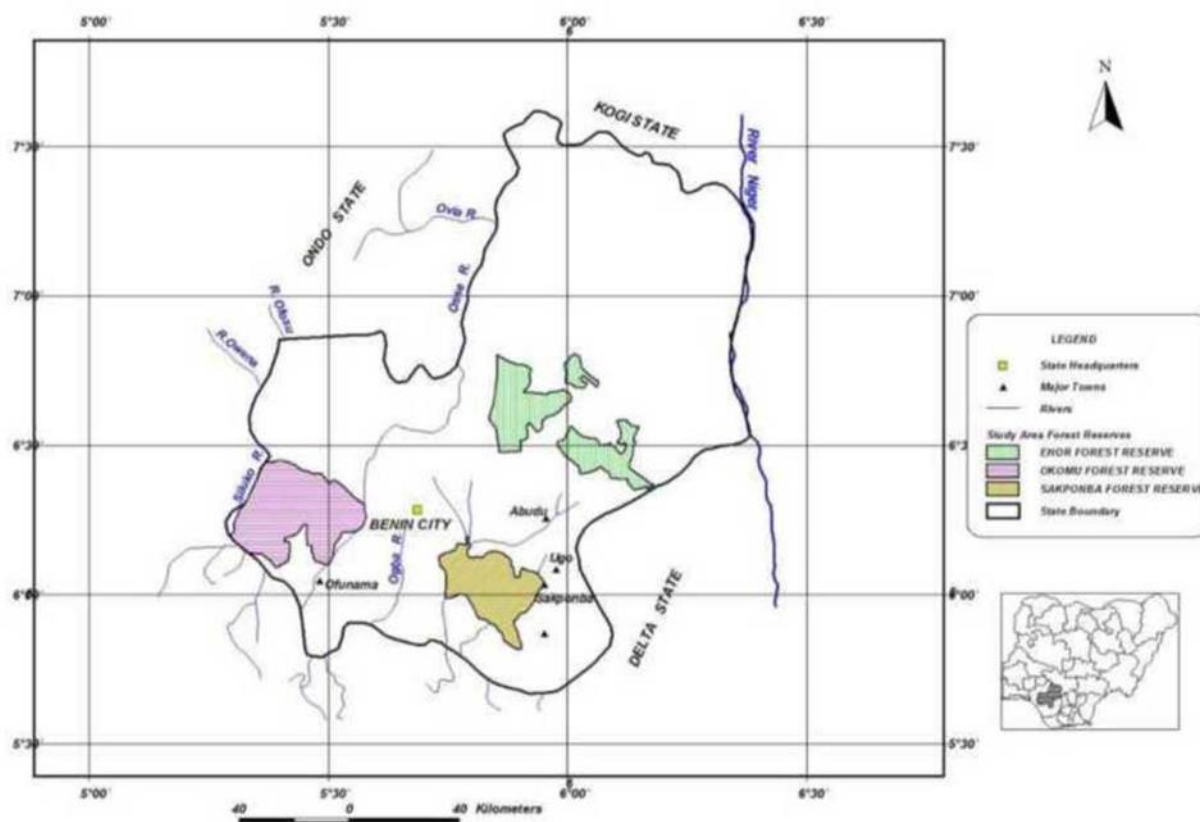 5°00' 5°30' 6°00' 6°30'
6
N
KOGI STATE
7°30' 7°30'
River Niger
ONDO STATE
Ovia R.
Osse R.
7°00' 7°00'
R. Ofosu
R. Owena
LEGEND
State Headquarters
Major Towns
Rivers
Study Area Forest Reserves
EHOR FOREST RESERVE
OKOMU FOREST RESERVE
SAKPONBA FOREST RESERVE
State Boundary
6°30' 6°3
Siluko R.
Abudu
BENIN CITY
Ogba R.
Ugo
Ofunama
Sakponba
6°00' 6°00'
DELTA STATE
5°30' 5°30'
5°00' 5°30' 6°00' 6°30'
40 0 40 Kilometers